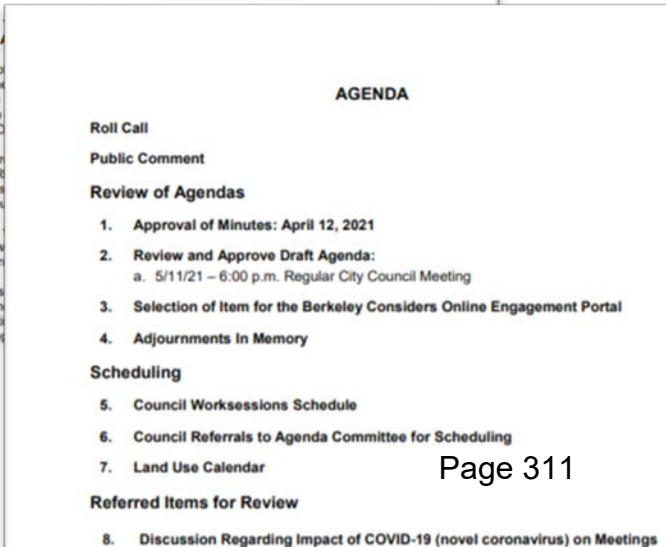 AGENDA
Roll Call
Public Comment
Review of Agendas
1. Approval of Minutes: April 12, 2021
2. Review and Approve Draft Agenda:
a. 5/11/21 – 6:00 p.m. Regular City Council Meeting
3. Selection of Item for the Berkeley Considers Online Engagement Portal
4. Adjournments In Memory
Scheduling
5. Council Worksessions Schedule
6. Council Referrals to Agenda Committee for Scheduling
7. Land Use Calendar
Page 311
Referred Items for Review
8. Discussion Regarding Impact of COVID-19 (novel coronavirus) on Meetings